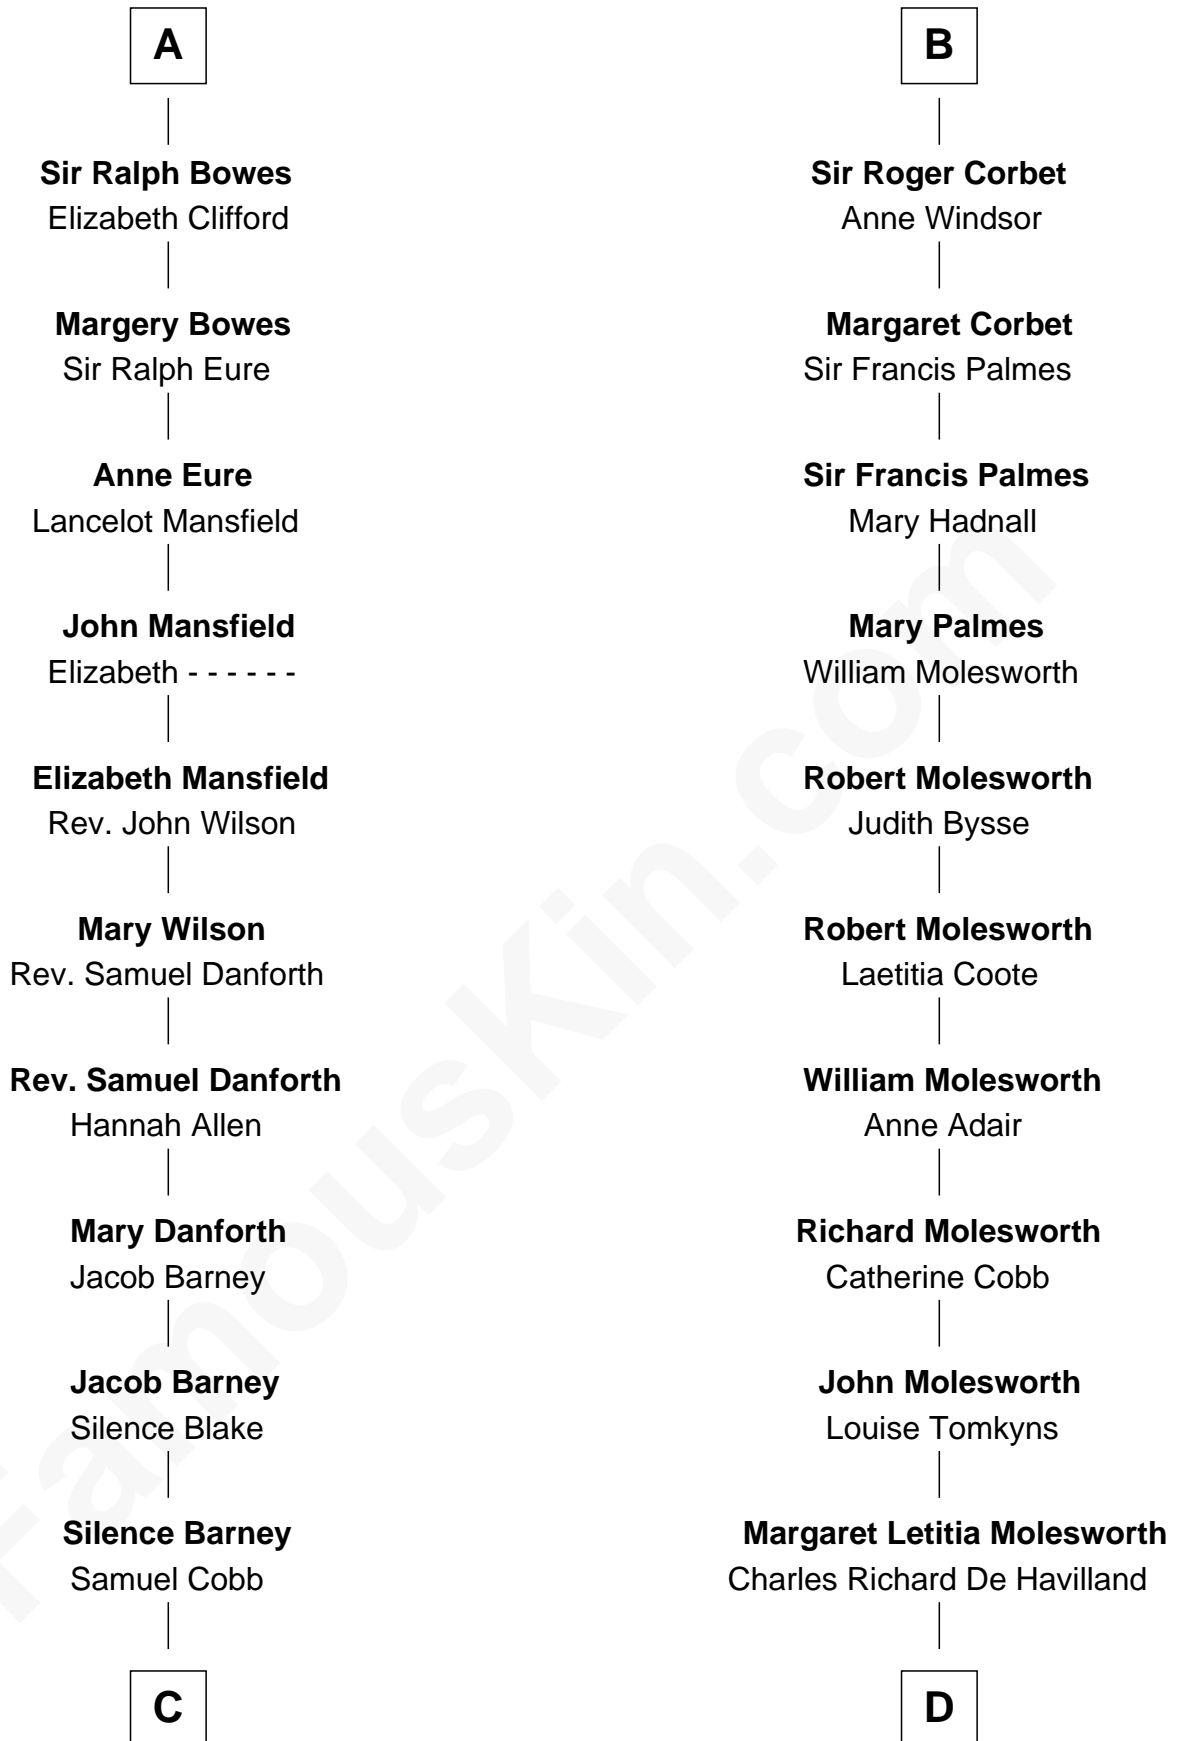 A
Sir Ralph Bowes
Elizabeth Clifford
Margery Bowes
Sir Ralph Eure
Anne Eure
Lancelot Mansfield
John Mansfield
Elizabeth - - - - - -
Elizabeth Mansfield
Rev. John Wilson
Mary Wilson
Rev. Samuel Danforth
Rev. Samuel Danforth
Hannah Allen
Mary Danforth
Jacob Barney
Jacob Barney
Silence Blake
Silence Barney
Samuel Cobb
C
B
Sir Roger Corbet
Anne Windsor
Margaret Corbet
Sir Francis Palmes
Sir Francis Palmes
Mary Hadnall
Mary Palmes
William Molesworth
Robert Molesworth
Judith Bysse
Robert Molesworth
Laetitia Coote
William Molesworth
Anne Adair
Richard Molesworth
Catherine Cobb
John Molesworth
Louise Tomkyns
Margaret Letitia Molesworth
Charles Richard De Havilland
D
FamousKin.com